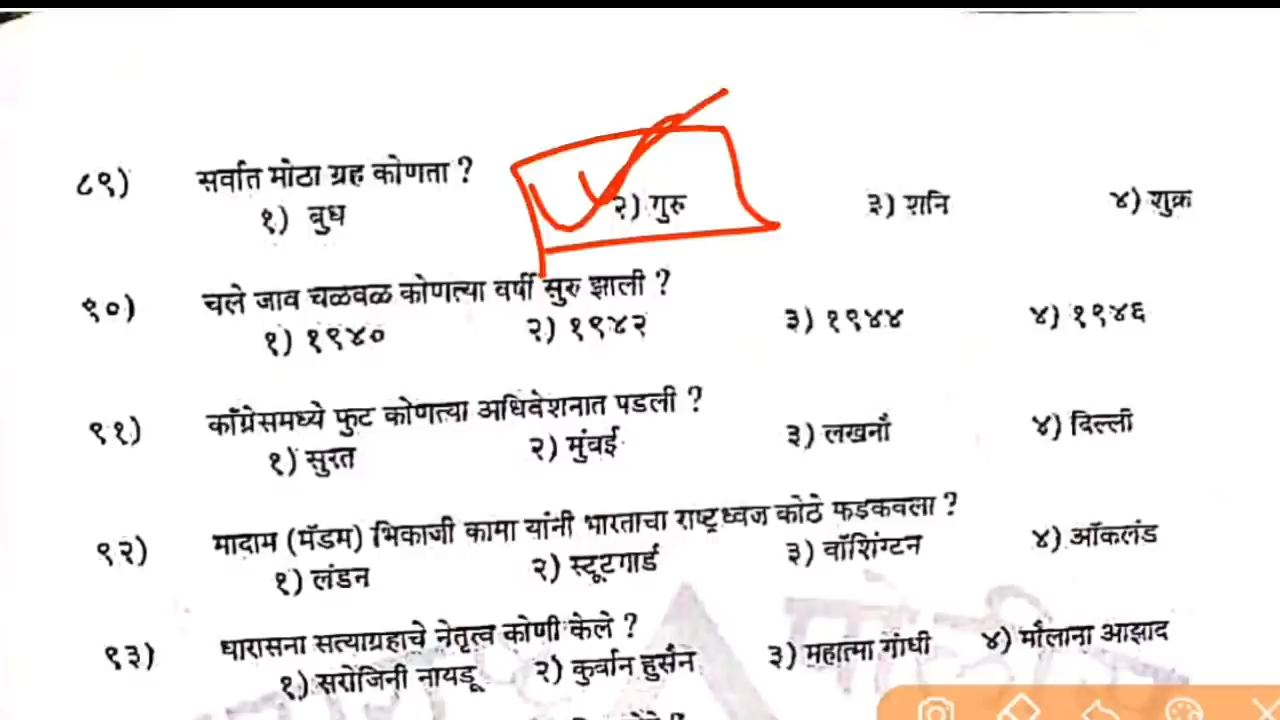 ८९) सर्वात मोठा ग्रह कोणता ?
१) बुध २) गुरु ३) शनि ४) शुक्र
९०) चले जाव चळवळ कोणत्या वर्षी सुरु झाली ?
१) १९४० २) १९४२ ३) १९४४ ४) १९४६
९१) काँग्रेसमध्ये फुट कोणत्या अधिवेशनात पडली ?
१) सुरत २) मुंबई ३) लखनौ ४) दिल्ली
९२) मादाम (मॅडम) भिकाजी कामा यांनी भारताचा राष्ट्रध्वज कोठे फडकवला ?
१) लंडन २) स्टूटगार्ड ३) वॉशिंग्टन ४) ऑकलंड
९३) धारासना सत्याग्रहाचे नेतृत्व कोणी केले ?
१) सरोजिनी नायडू २) कुर्बान हुसेन ३) महात्मा गांधी ४) मौलाना आझाद